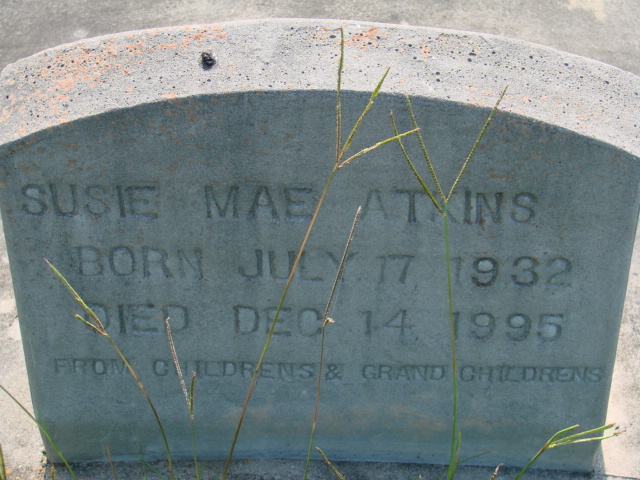 SUSIE MAE ATKINS
BORN JULY 17 1932
DIED DEC 14 1995
FROM CHILDRENS & GRAND CHILDRENS